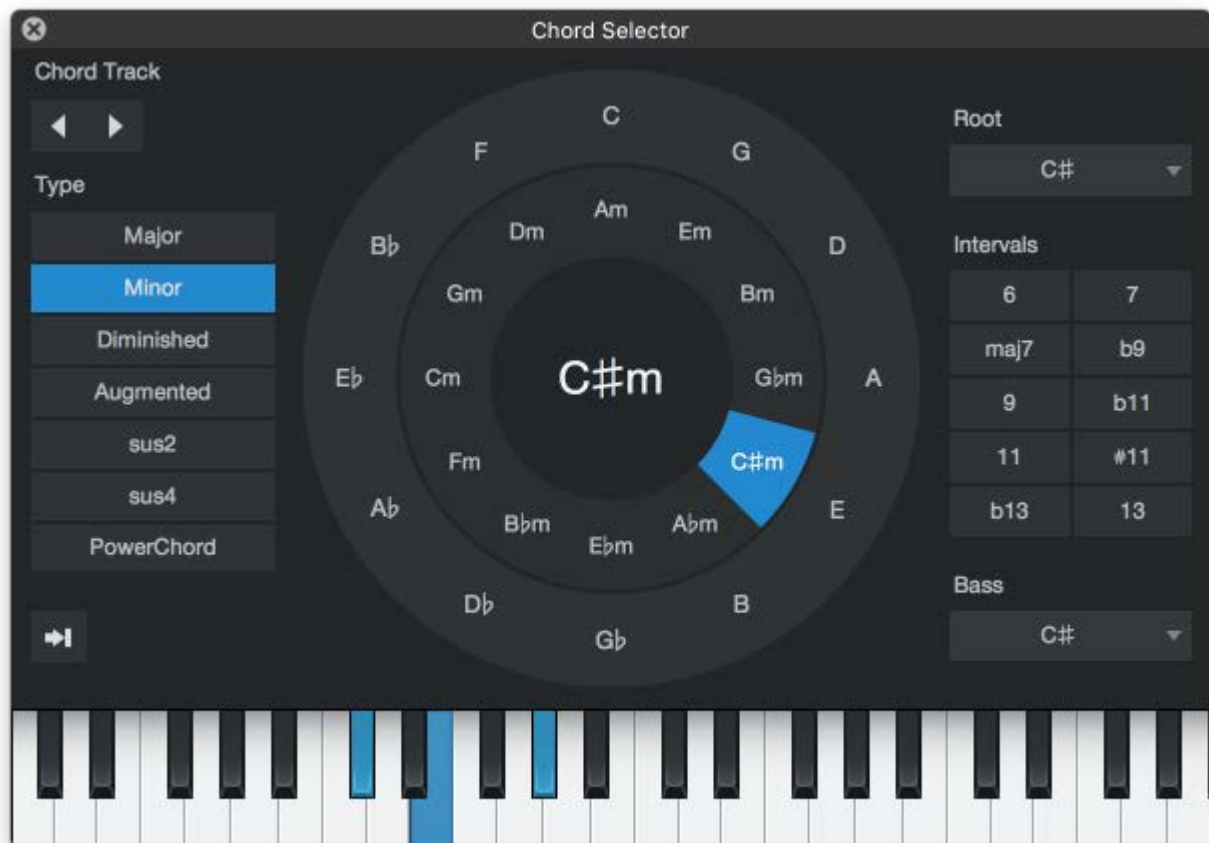 Chord Selector
Chord Track
Type
Major
Minor
Diminished
Augmented
sus2
sus4
PowerChord
C
G
D
A
E
B
G♭
D♭
A♭
E♭
B♭
F
Am
Em
Bm
G♭m
C♯m
A♭m
E♭m
B♭m
Fm
Cm
Gm
Dm
C♯m
Root
C♯
Intervals
6 7
maj7 b9
9 b11
11 #11
b13 13
Bass
C♯